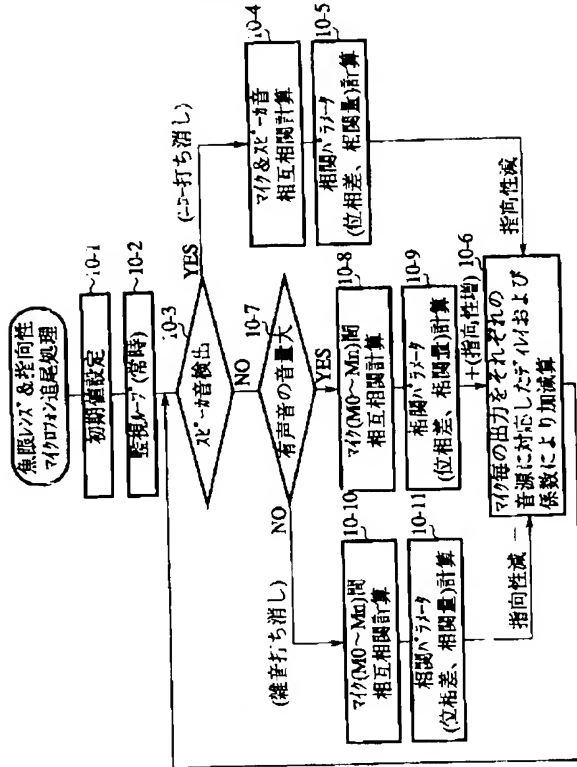 魚限レンズ&指向性
マイクロフォン追尾処理
10-1
初期値設定
10-2
監視ループ(常時)
10-3
スピーカ音検出
YES
(エコー打ち消し)
10-4
マイク&スピーカ音
相互相関計算
10-5
相関パラメータ
(位相差、相関量)計算
指向性減
NO
10-7
有声音の音量大
YES
10-8
マイク(M0~Mn)間
相互相関計算
10-9
相関パラメータ
(位相差、相関量)計算
+(指向性増)
10-6
マイク毎の出力をそれぞれの
音源に対応したディレイおよび
係数により加減算
NO
(雑音打ち消し)
10-10
マイク(M0~Mn)間
相互相関計算
10-11
相関パラメータ
(位相差、相関量)計算
指向性減 −